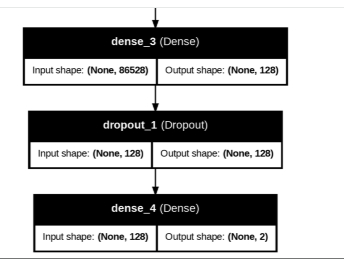 dense_3 (Dense)
Input shape: (None, 86528) Output shape: (None, 128)
dropout_1 (Dropout)
Input shape: (None, 128) Output shape: (None, 128)
dense_4 (Dense)
Input shape: (None, 128) Output shape: (None, 2)